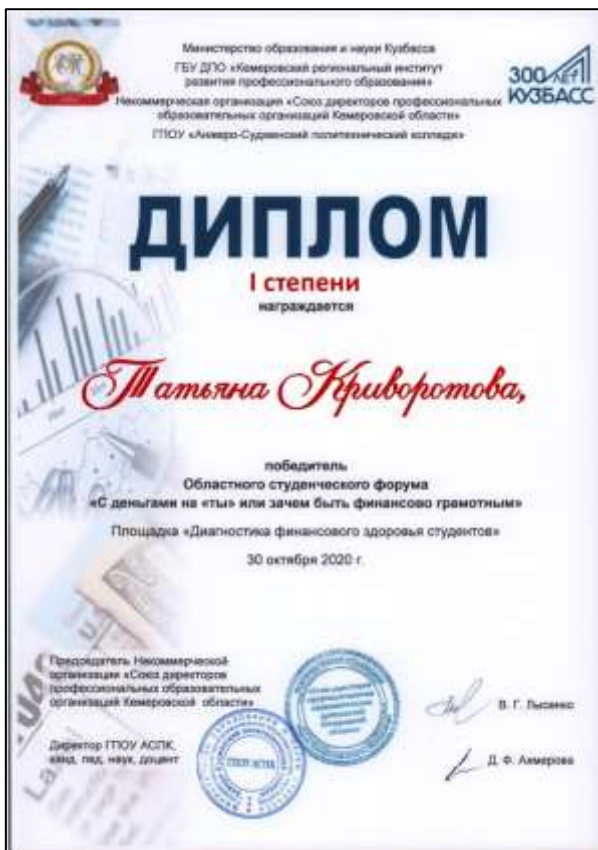 Министерство образования и науки Кузбасса
ГБУ ДПО «Кемеровский региональный институт
развития профессионального образования»
Некоммерческая организация «Союз директоров профессиональных
образовательных организаций Кемеровской области»
ГПОУ «Анжеро-Судженский политехнический колледж»
300 ЛЕТ
КУЗБАСС
ДИПЛОМ
I степени
награждается
Татьяна Криворотова,
победитель
Областного студенческого форума
«С деньгами на «ты» или зачем быть финансово грамотным»
Площадка «Диагностика финансового здоровья студентов»
30 октября 2020 г.
Председатель Некоммерческой
организации «Союз директоров
профессиональных образовательных
организаций Кемеровской области»
В. Г. Лысенко
Директор ГПОУ АСПК,
канд. пед. наук, доцент
Д. Ф. Ахмерова
ГПОУ АСПК